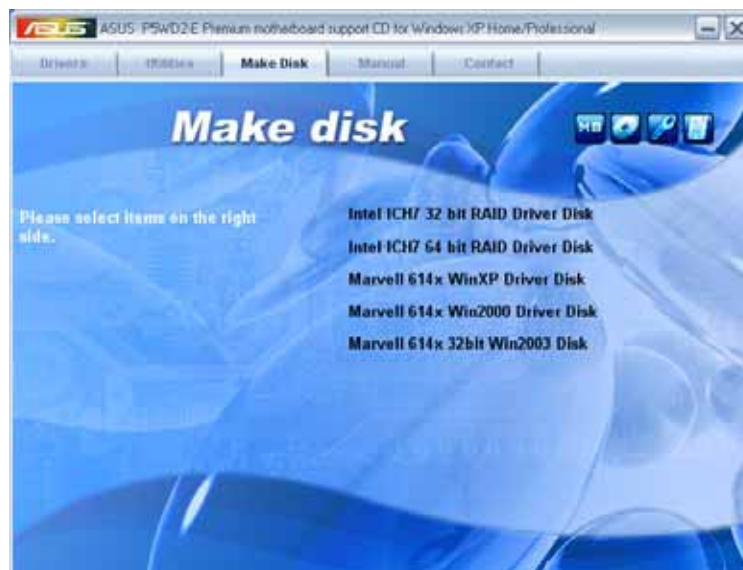 ASUS ASUS P5WD2-E Premium motherboard support CD for Windows XP Home/Professional
Drivers Utilities Make Disk Manual Contact
Make disk
MB
Please select items on the right
side.
Intel ICH7 32 bit RAID Driver Disk
Intel ICH7 64 bit RAID Driver Disk
Marvell 614x WinXP Driver Disk
Marvell 614x Win2000 Driver Disk
Marvell 614x 32bit Win2003 Disk